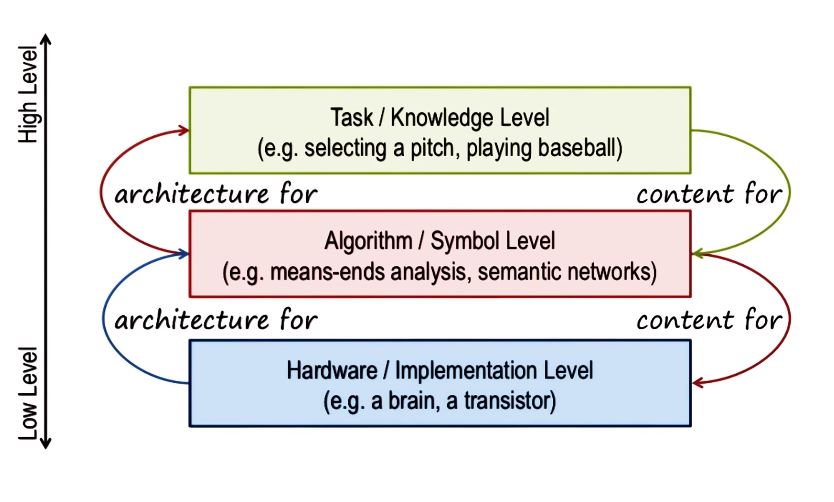 High Level
Task / Knowledge Level
(e.g. selecting a pitch, playing baseball)
architecture for
content for
Algorithm / Symbol Level
(e.g. means-ends analysis, semantic networks)
architecture for
content for
Low Level
Hardware / Implementation Level
(e.g. a brain, a transistor)